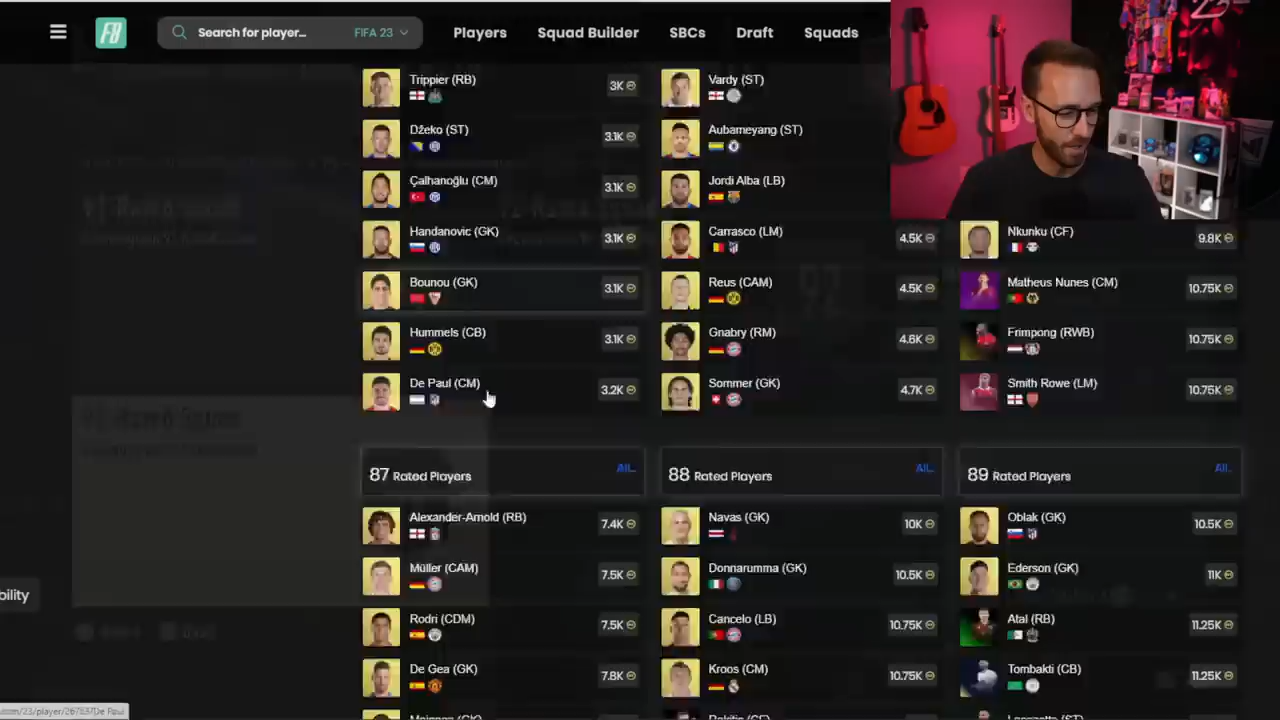 FB
Search for player...
FIFA 23
Players
Squad Builder
SBCs
Draft
Squads
Trippier (RB)
3K
Džeko (ST)
3.1K
Çalhanoğlu (CM)
3.1K
Handanovic (GK)
3.1K
Bounou (GK)
3.1K
Hummels (CB)
3.1K
De Paul (CM)
3.2K
Vardy (ST)
Aubameyang (ST)
Jordi Alba (LB)
Carrasco (LM)
4.5K
Reus (CAM)
4.5K
Gnabry (RM)
4.6K
Sommer (GK)
4.7K
Nkunku (CF)
9.8K
Matheus Nunes (CM)
10.75K
Frimpong (RWB)
10.75K
Smith Rowe (LM)
10.75K
87 Rated Players
All..
Alexander-Arnold (RB)
7.4K
Müller (CAM)
7.5K
Rodri (CDM)
7.5K
De Gea (GK)
7.8K
88 Rated Players
All..
Navas (GK)
10K
Donnarumma (GK)
10.5K
Cancelo (LB)
10.75K
Kroos (CM)
10.75K
89 Rated Players
All..
Oblak (GK)
10.5K
Ederson (GK)
11K
Atal (RB)
11.25K
Tombakti (CB)
11.25K
bility